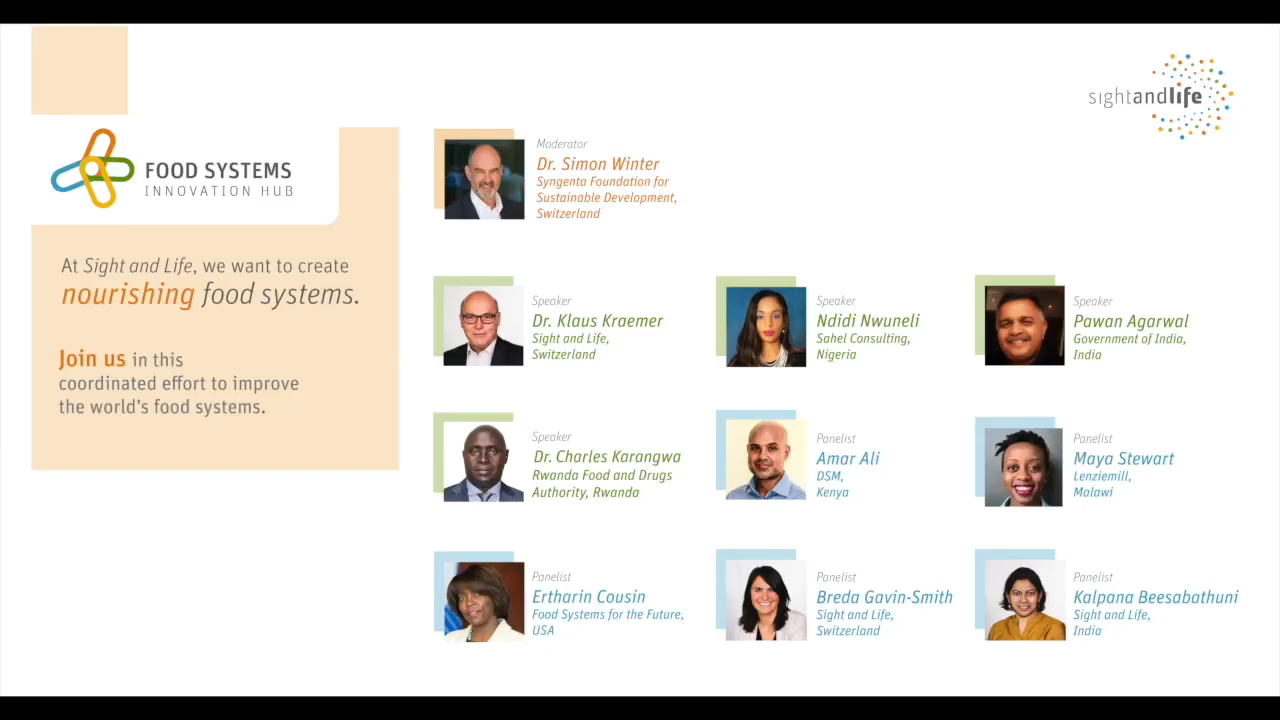 sightandlife
FOOD SYSTEMS
INNOVATION HUB
At Sight and Life, we want to create
nourishing food systems.
Join us in this
coordinated effort to improve
the world's food systems.
Moderator
Dr. Simon Winter
Syngenta Foundation for
Sustainable Development,
Switzerland
Speaker
Dr. Klaus Kraemer
Sight and Life,
Switzerland
Speaker
Ndidi Nwuneli
Sahel Consulting,
Nigeria
Speaker
Pawan Agarwal
Government of India,
India
Speaker
Dr. Charles Karangwa
Rwanda Food and Drugs
Authority, Rwanda
Panelist
Amar Ali
DSM,
Kenya
Panelist
Maya Stewart
Lenziemill,
Malawi
Panelist
Ertharin Cousin
Food Systems for the Future,
USA
Panelist
Breda Gavin-Smith
Sight and Life,
Switzerland
Panelist
Kalpana Beesabathuni
Sight and Life,
India